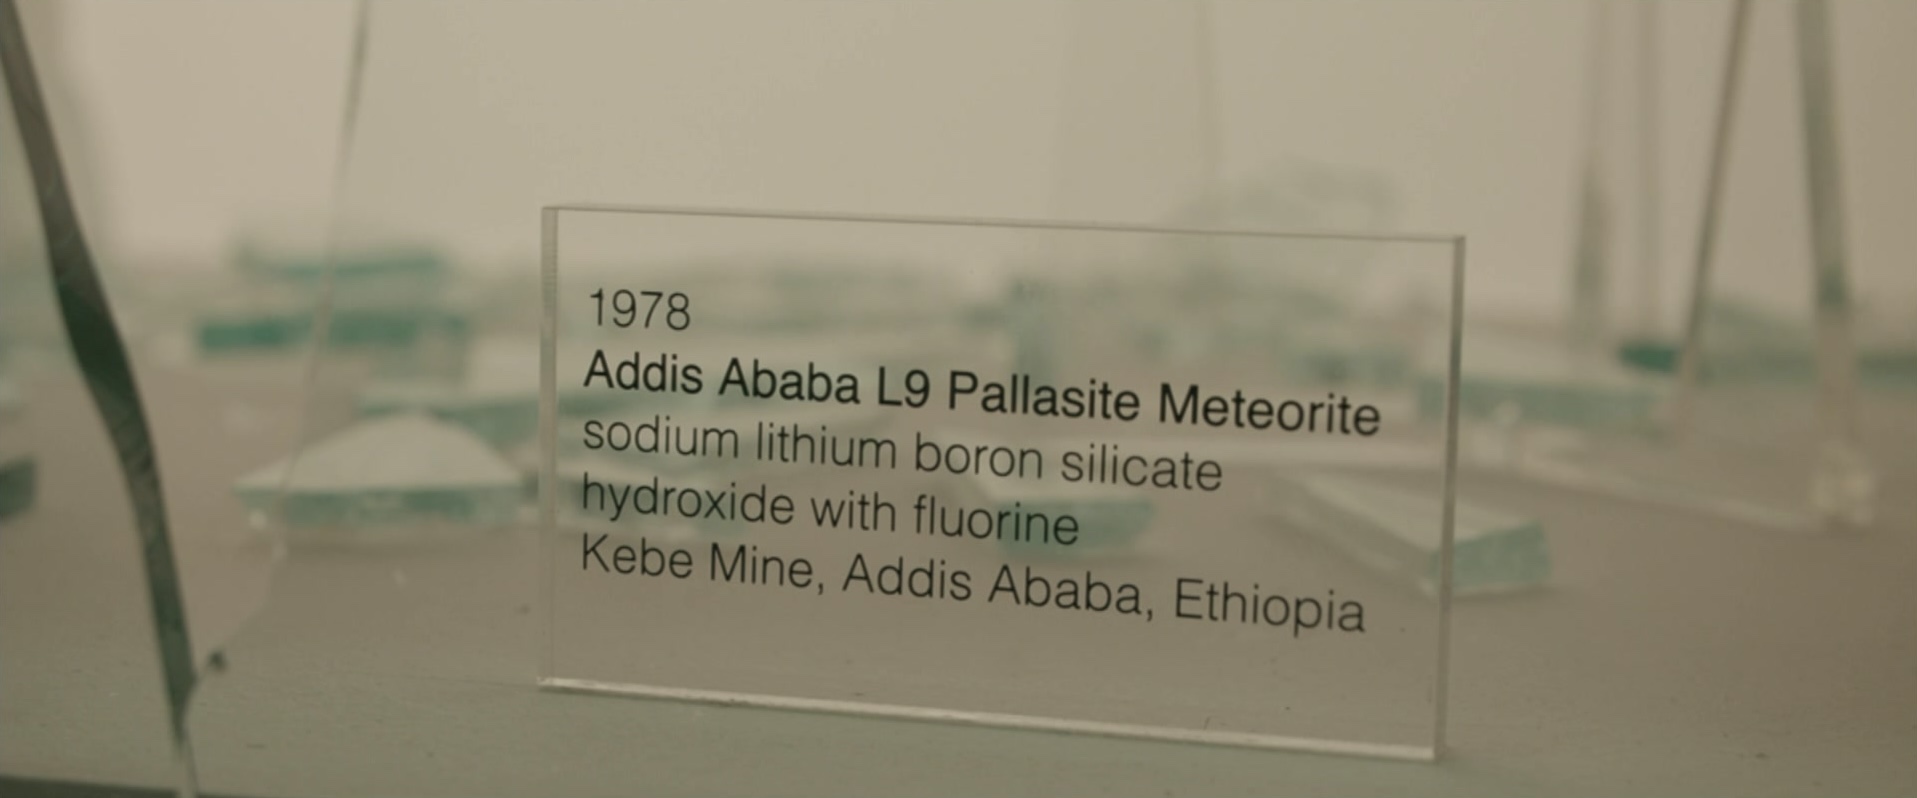 1978
Addis Ababa L9 Pallasite Meteorite
sodium lithium boron silicate
hydroxide with fluorine
Kebe Mine, Addis Ababa, Ethiopia